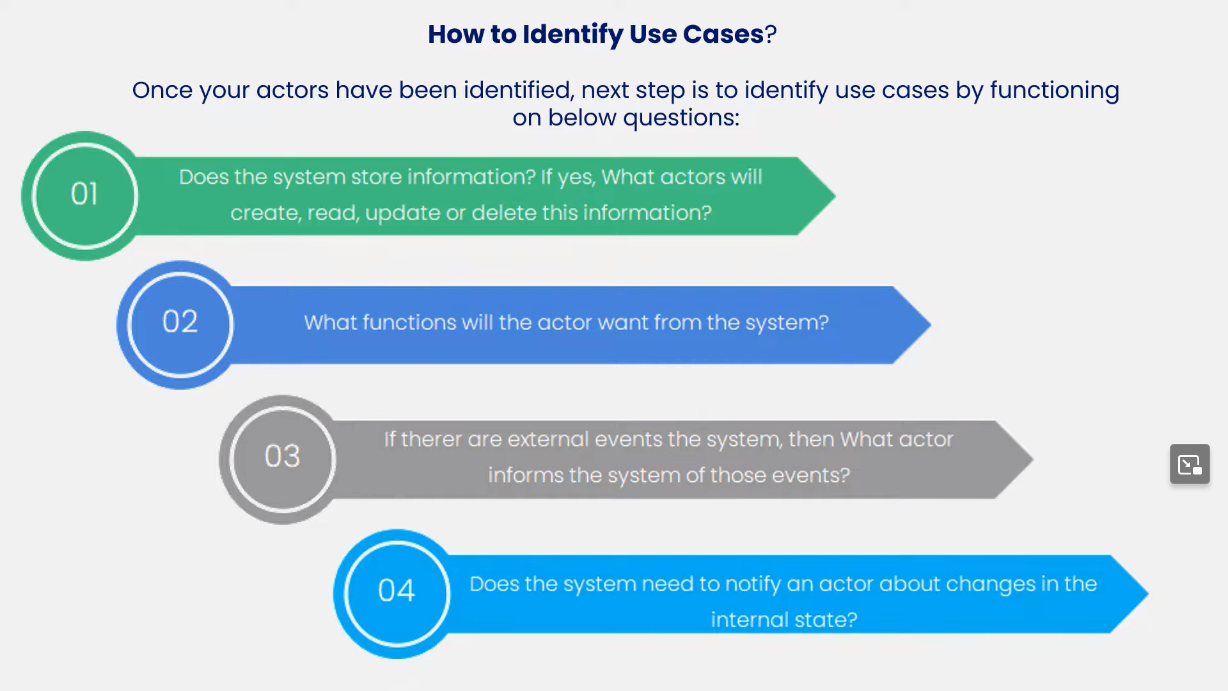 How to Identify Use Cases?
Once your actors have been identified, next step is to identify use cases by functioning
on below questions:
01
Does the system store information? If yes, What actors will
create, read, update or delete this information?
02
What functions will the actor want from the system?
03
If therer are external events the system, then What actor
informs the system of those events?
04
Does the system need to notify an actor about changes in the
internal state?